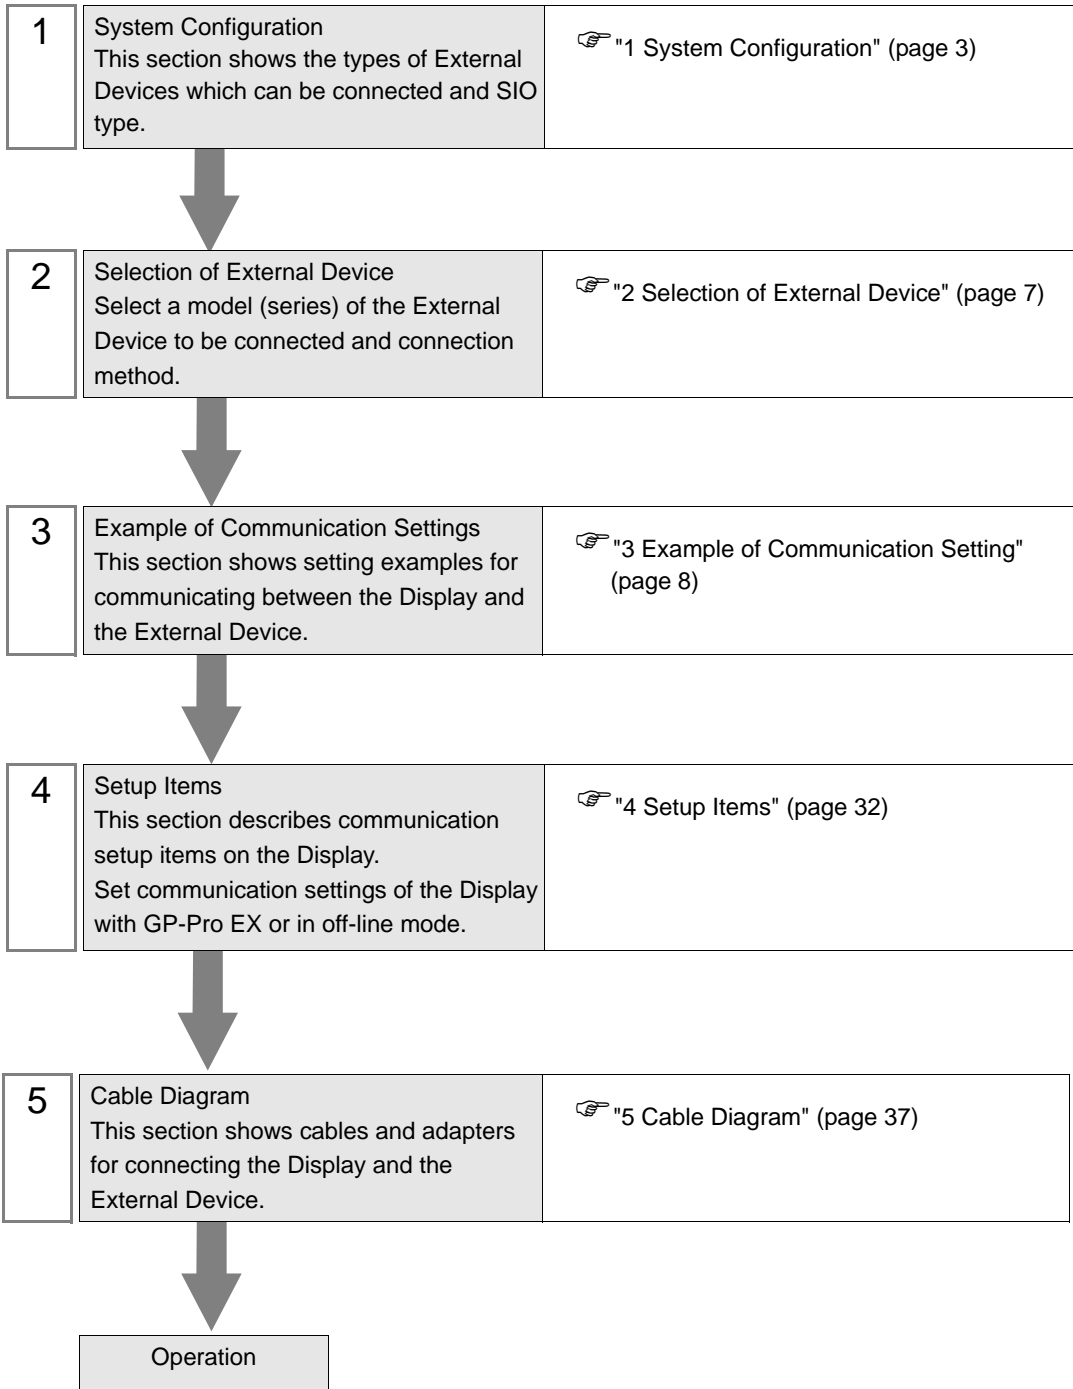 1
System Configuration
This section shows the types of External
Devices which can be connected and SIO
type.
"1 System Configuration" (page 3)
2
Selection of External Device
Select a model (series) of the External
Device to be connected and connection
method.
"2 Selection of External Device" (page 7)
3
Example of Communication Settings
This section shows setting examples for
communicating between the Display and
the External Device.
"3 Example of Communication Setting"
(page 8)
4
Setup Items
This section describes communication
setup items on the Display.
Set communication settings of the Display
with GP-Pro EX or in off-line mode.
"4 Setup Items" (page 32)
5
Cable Diagram
This section shows cables and adapters
for connecting the Display and the
External Device.
"5 Cable Diagram" (page 37)
Operation